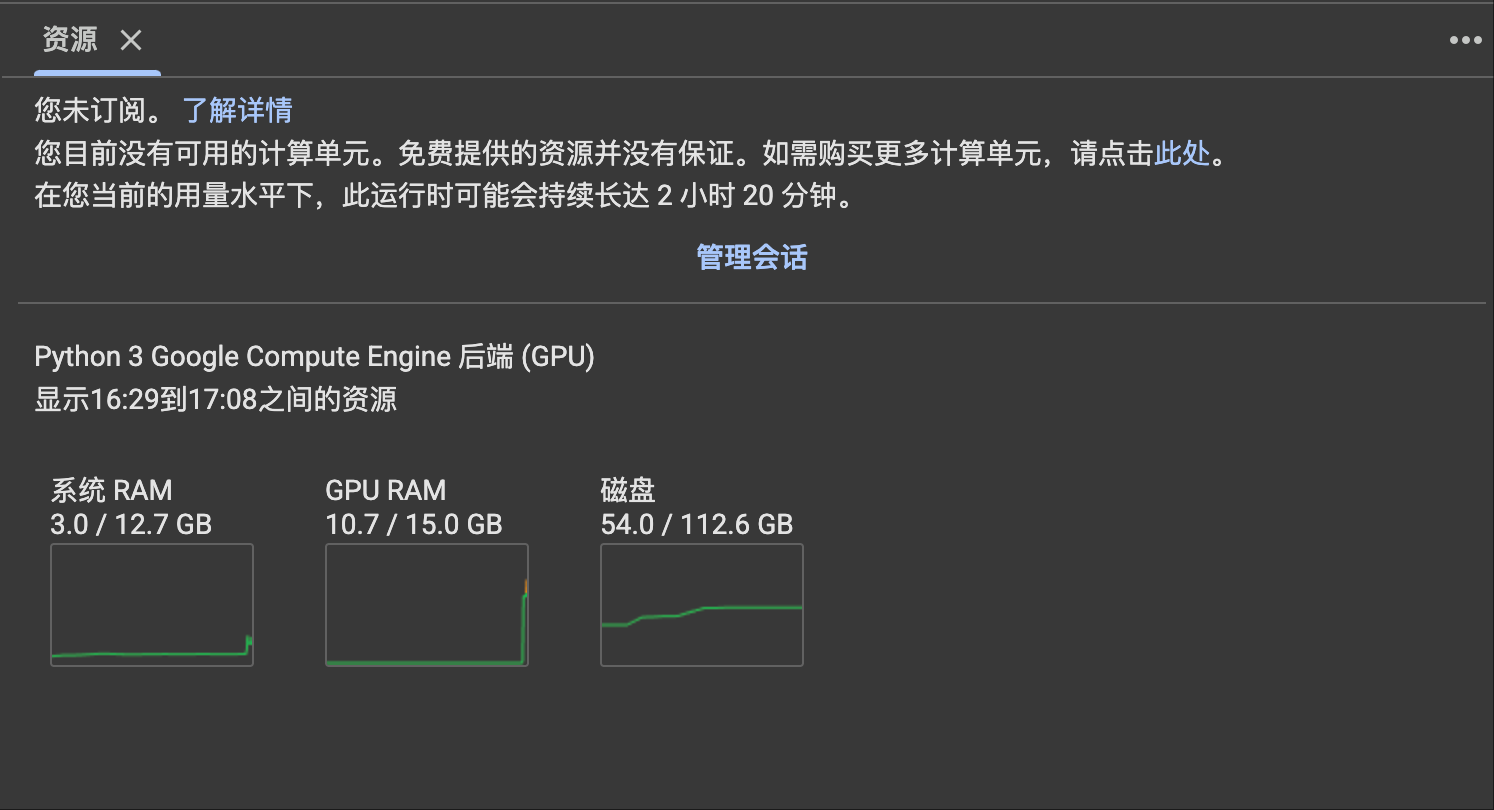 资源
您未订阅。 了解详情
您目前没有可用的计算单元。免费提供的资源并没有保证。如需购买更多计算单元，请点击此处。
在您当前的用量水平下，此运行时可能会持续长达 2 小时 20 分钟。
管理会话
Python 3 Google Compute Engine 后端 (GPU)
显示16:29到17:08之间的资源
系统 RAM
3.0 / 12.7 GB
GPU RAM
10.7 / 15.0 GB
磁盘
54.0 / 112.6 GB